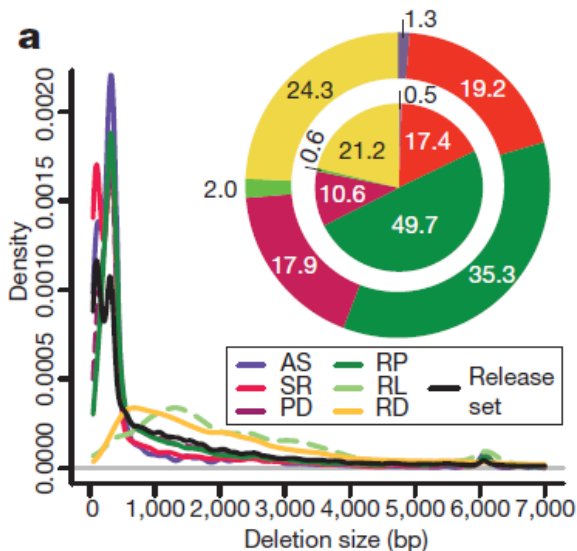 a
1.3
24.3
19.2
0.5
0.6
17.4
21.2
2.0
10.6
49.7
17.9
35.3
Density
0.0020
0.0015
0.0010
0.0005
0.0000
AS RP
SR RL Release set
PD RD
0 1,000 2,000 3,000 4,000 5,000 6,000 7,000
Deletion size (bp)